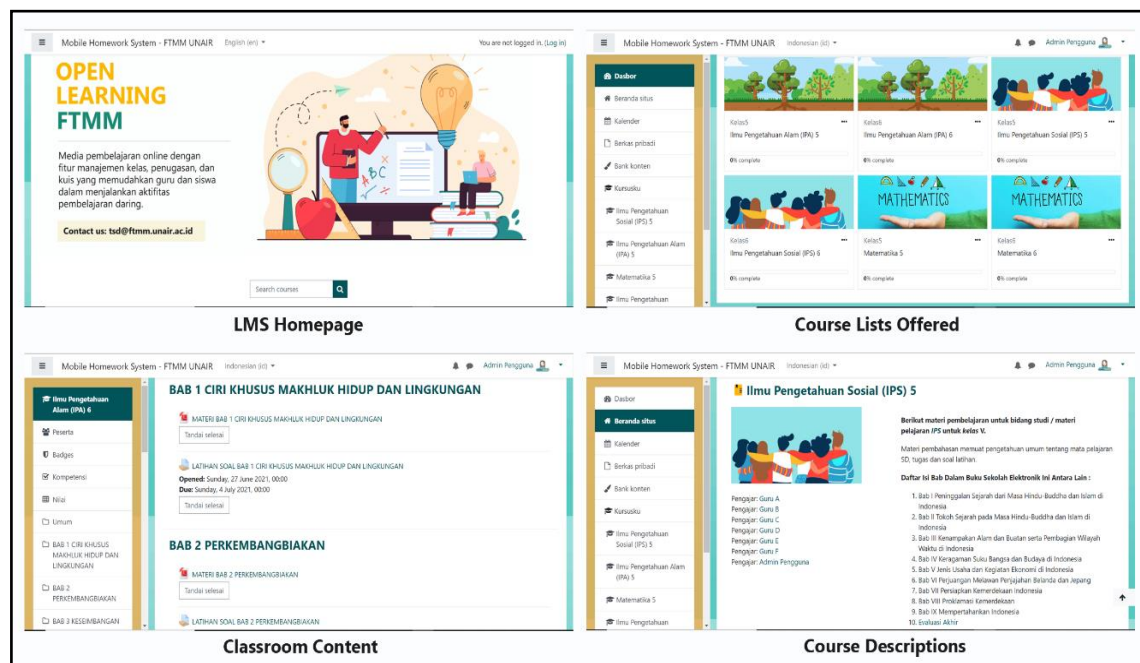 Mobile Homework System - FTMM UNAIR English (en)
You are not logged in. (Log in)
OPEN
LEARNING
FTMM
Media pembelajaran online dengan
fitur manajemen kelas, penugasan, dan
kuis yang memudahkan guru dan siswa
dalam menjalankan aktifitas
pembelajaran daring.
Contact us: tsd@ftmm.unair.ac.id
ABC
Search courses
LMS Homepage
Mobile Homework System - FTMM UNAIR Indonesian (id)
Admin Pengguna
Dasbor
Beranda situs
Kalender
Berkas pribadi
Bank konten
Kursusku
Ilmu Pengetahuan
Sosial (IPS) 5
Ilmu Pengetahuan Alam
(IPA) 5
Matematika 5
Ilmu Pengetahuan
Kelas5
Ilmu Pengetahuan Alam (IPA) 5
0% complete
Kelas6
Ilmu Pengetahuan Alam (IPA) 6
0% complete
Kelas5
Ilmu Pengetahuan Sosial (IPS) 5
0% complete
Kelas6
Ilmu Pengetahuan Sosial (IPS) 6
0% complete
MATHEMATICS
Kelas5
Matematika 5
0% complete
MATHEMATICS
Kelas6
Matematika 6
0% complete
Course Lists Offered
Mobile Homework System - FTMM UNAIR Indonesian (id)
Admin Pengguna
Ilmu Pengetahuan
Alam (IPA) 6
Peserta
Badges
Kompetensi
Nilai
Umum
BAB 1 CIRI KHUSUS
MAKHLUK HIDUP DAN
LINGKUNGAN
BAB 2
PERKEMBANGBIAKAN
BAB 3 KESEIMBANGAN
BAB 1 CIRI KHUSUS MAKHLUK HIDUP DAN LINGKUNGAN
MATERI BAB 1 CIRI KHUSUS MAKHLUK HIDUP DAN LINGKUNGAN
Tandai selesai
LATIHAN SOAL BAB 1 CIRI KHUSUS MAKHLUK HIDUP DAN LINGKUNGAN
Opened: Sunday, 27 June 2021, 00:00
Due: Sunday, 4 July 2021, 00:00
Tandai selesai
BAB 2 PERKEMBANGBIAKAN
MATERI BAB 2 PERKEMBANGBIAKAN
Tandai selesai
LATIHAN SOAL BAB 2 PERKEMBANGBIAKAN
Classroom Content
Mobile Homework System - FTMM UNAIR Indonesian (id)
Admin Pengguna
Dasbor
Beranda situs
Kalender
Berkas pribadi
Bank konten
Kursusku
Ilmu Pengetahuan
Sosial (IPS) 5
Ilmu Pengetahuan Alam
(IPA) 5
Matematika 5
Ilmu Pengetahuan
Ilmu Pengetahuan Sosial (IPS) 5
Pengajar: Guru A
Pengajar: Guru B
Pengajar: Guru C
Pengajar: Guru D
Pengajar: Guru E
Pengajar: Guru F
Pengajar: Admin Pengguna
Berikut materi pembelajaran untuk bidang studi / materi
pelajaran IPS untuk kelas V.
Materi pembahasan memuat pengetahuan umum tentang mata pelajaran
SD, tugas dan soal latihan.
Daftar Isi Bab Dalam Buku Sekolah Elektronik Ini Antara Lain :
1. Bab I Peninggalan Sejarah dari Masa Hindu-Buddha dan Islam di
Indonesia
2. Bab II Tokoh Sejarah pada Masa Hindu-Buddha dan Islam di
Indonesia
3. Bab III Kenampakan Alam dan Buatan serta Pembagian Wilayah
Waktu di Indonesia
4. Bab IV Keragaman Suku Bangsa dan Budaya di Indonesia
5. Bab V Jenis Usaha dan Kegiatan Ekonomi di Indonesia
6. Bab VI Perjuangan Melawan Penjajahan Belanda dan Jepang
7. Bab VII Persiapkan Kemerdekaan Indonesia
8. Bab VIII Proklamasi Kemerdekaan
9. Bab IX Mempertahankan Indonesia
10. Evaluasi Akhir
Course Descriptions